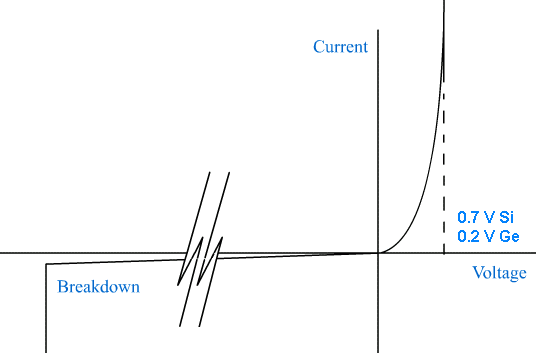 Current
0.7 V Si
0.2 V Ge
Voltage
Breakdown